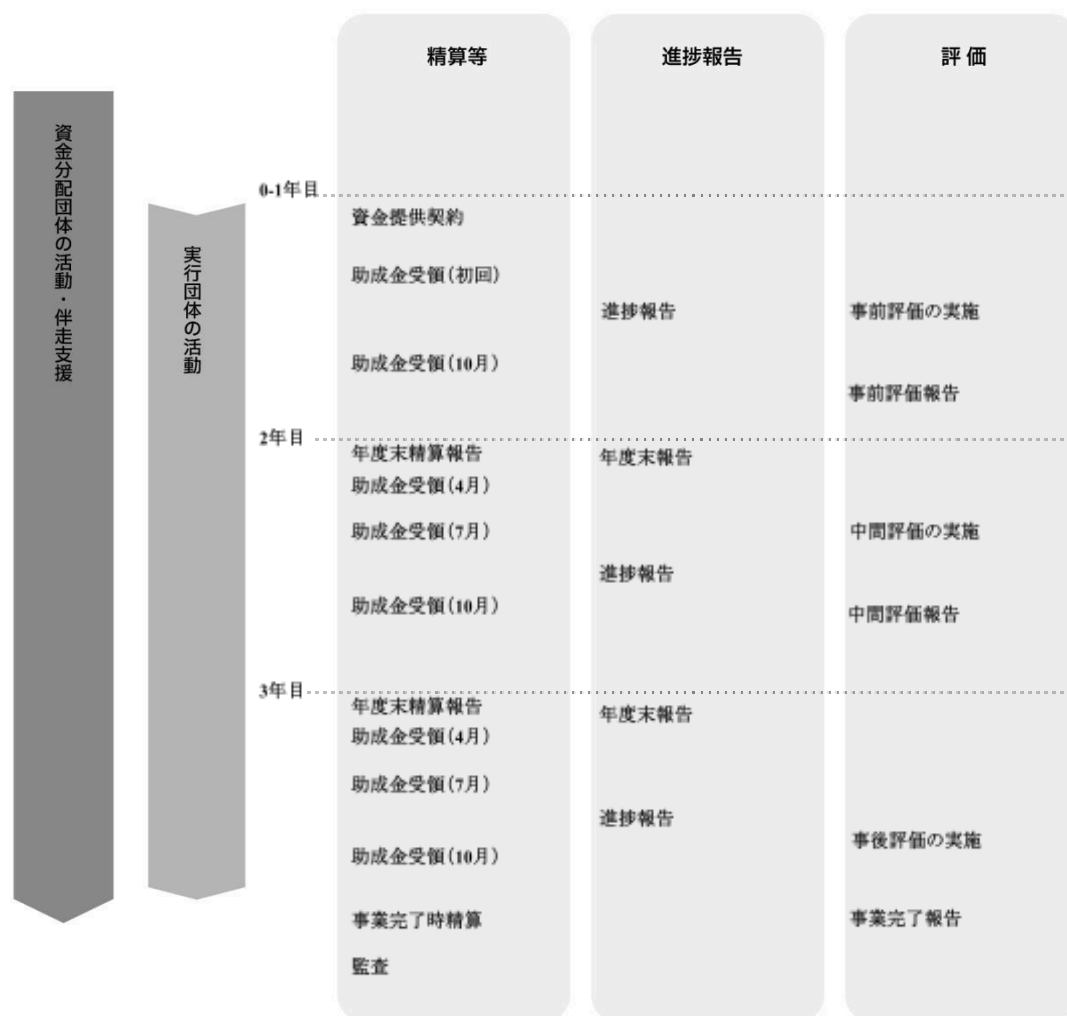 精算等
進捗報告
評価
資金分配団体の活動・伴走支援
実行団体の活動
0-1年目
資金提供契約
助成金受領(初回)
進捗報告
事前評価の実施
助成金受領(10月)
事前評価報告
2年目
年度末精算報告
年度末報告
助成金受領(4月)
助成金受領(7月)
中間評価の実施
進捗報告
助成金受領(10月)
中間評価報告
3年目
年度末精算報告
年度末報告
助成金受領(4月)
助成金受領(7月)
進捗報告
事後評価の実施
助成金受領(10月)
事業完了時精算
事業完了報告
監査